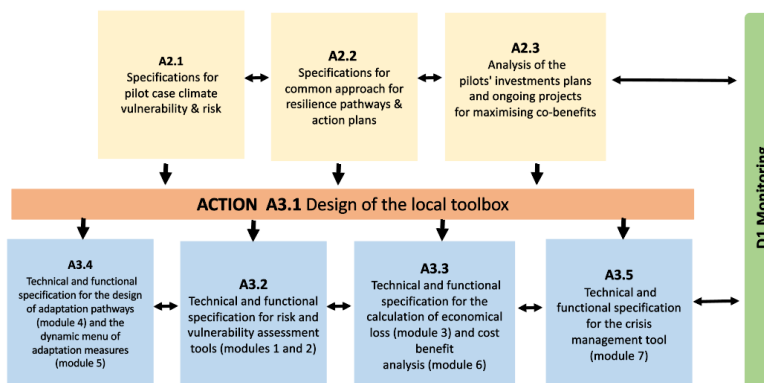 A2.1
Specifications for
pilot case climate
vulnerability & risk
A2.2
Specifications for
common approach for
resilience pathways &
action plans
A2.3
Analysis of the
pilots' investments plans
and ongoing projects
for maximising co-benefits
ACTION A3.1 Design of the local toolbox
A3.4
Technical and functional
specification for the design
of adaptation pathways
(module 4) and the
dynamic menu of
adaptation measures
(module 5)
A3.2
Technical and functional
specification for risk and
vulnerability assessment
tools (modules 1 and 2)
A3.3
Technical and functional
specification for the
calculation of economical
loss (module 3) and cost
benefit
analysis (module 6)
A3.5
Technical and
functional specification
for the crisis
management tool
(module 7)
D1 Monitoring